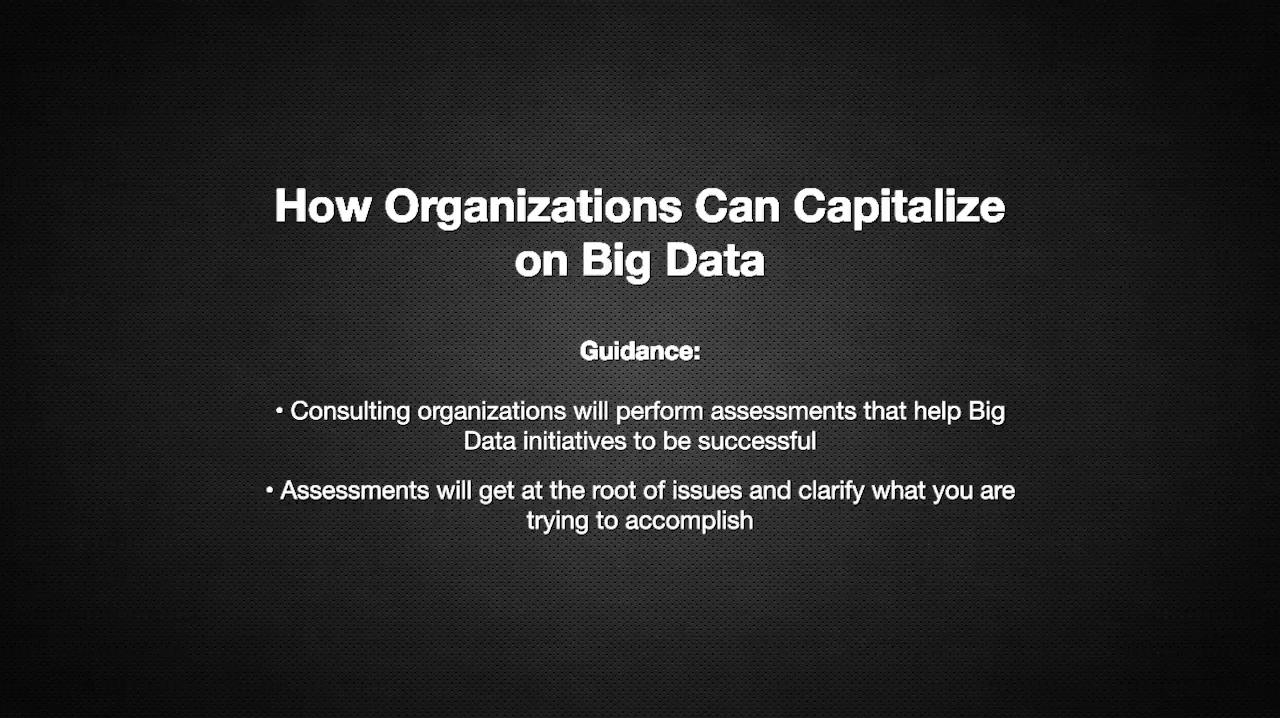 How Organizations Can Capitalize
on Big Data
Guidance:
• Consulting organizations will perform assessments that help Big
Data initiatives to be successful
• Assessments will get at the root of issues and clarify what you are
trying to accomplish